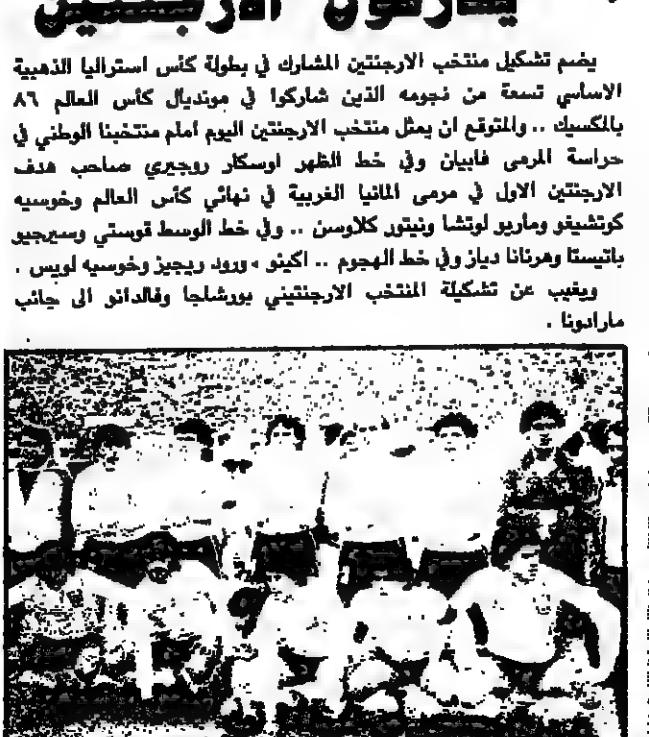 الارجنتين
يضم تشكيل منتخب الارجنتين المشارك في بطولة كأس استراليا الذهبية
الاساسي تسعة من نجومه الذين شاركوا في مونديال كأس العالم ٨٦
بالمكسيك .. والمتوقع ان يمثل منتخب الارجنتين اليوم امام منتخبنا الوطني في
حراسة المرمى فابيان وفي خط الظهر اوسكار روجيري صاحب هدف
الارجنتين الاول في مرمى المانيا الغربية في نهائي كأس العالم وخوسيه
كوتشيفو وماريو لوتشا ونيتور كلاوسن .. وفي خط الوسط قوستي وسيرجيو
باتيستا وهرنانا دياز وفي خط الهجوم .. اكينو ، ورود ريجيز وخوسيه لويس .
ويغيب عن تشكيلة المنتخب الارجنتيني بورشلجا وفالدانو الى جانب
مارادونا .